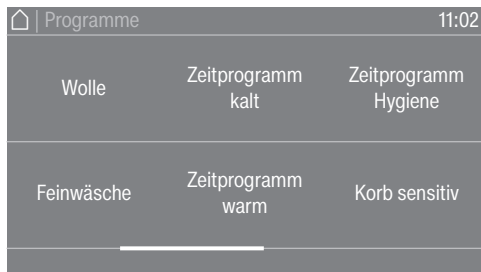 | Programme
11:02
Wolle
Zeitprogramm
kalt
Zeitprogramm
Hygiene
Feinwäsche
Zeitprogramm
warm
Korb sensitiv